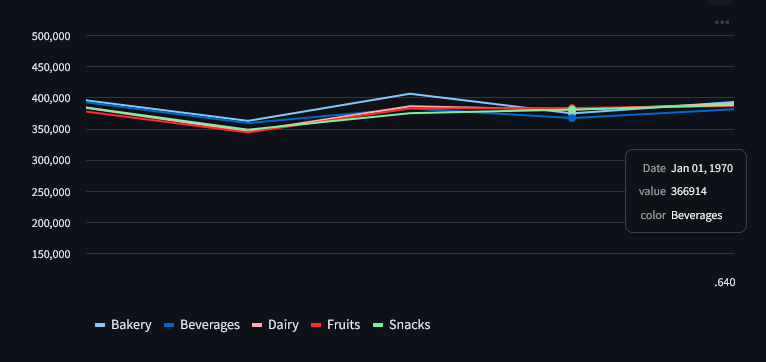 500,000
450,000
400,000
350,000
300,000
250,000
200,000
150,000
Date Jan 01, 1970
value 366914
color Beverages
.640
Bakery Beverages Dairy Fruits Snacks